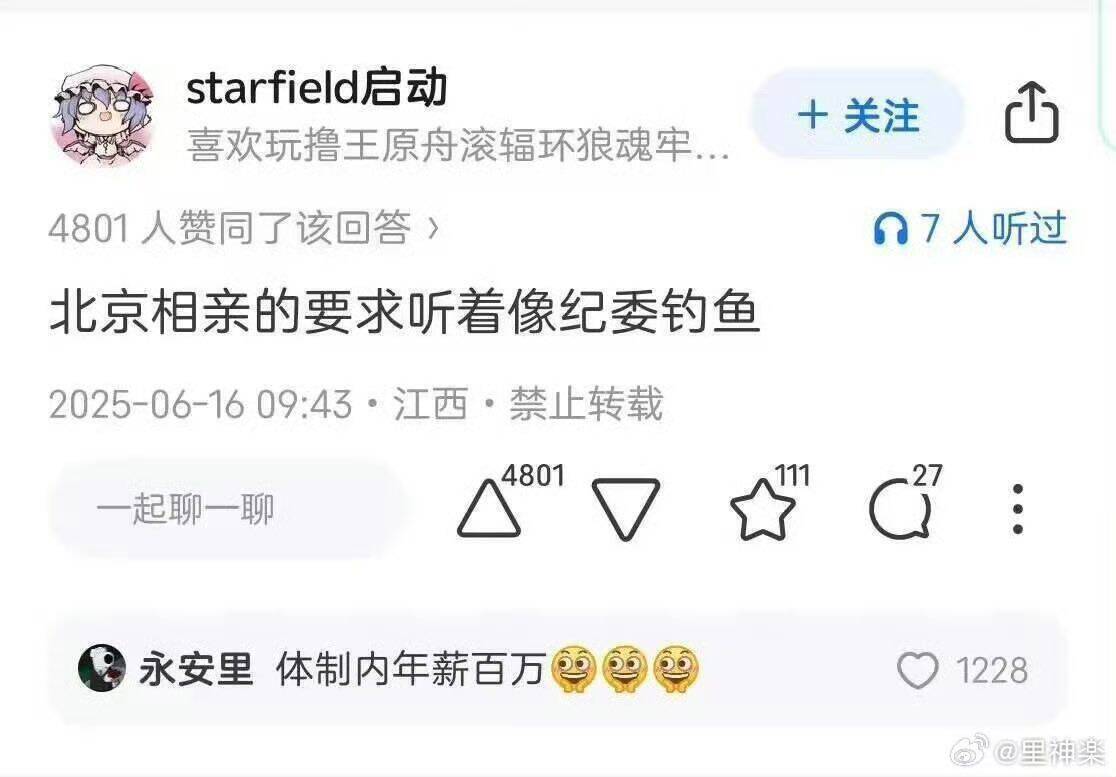 starfield启动
喜欢玩撸王原舟滚辐环狼魂牢...
+ 关注
4801 人赞同了该回答 ›
7 人听过
北京相亲的要求听着像纪委钓鱼
2025-06-16 09:43 · 江西 · 禁止转载
一起聊一聊
4801
111
27
永安里 体制内年薪百万
1228
@里神楽